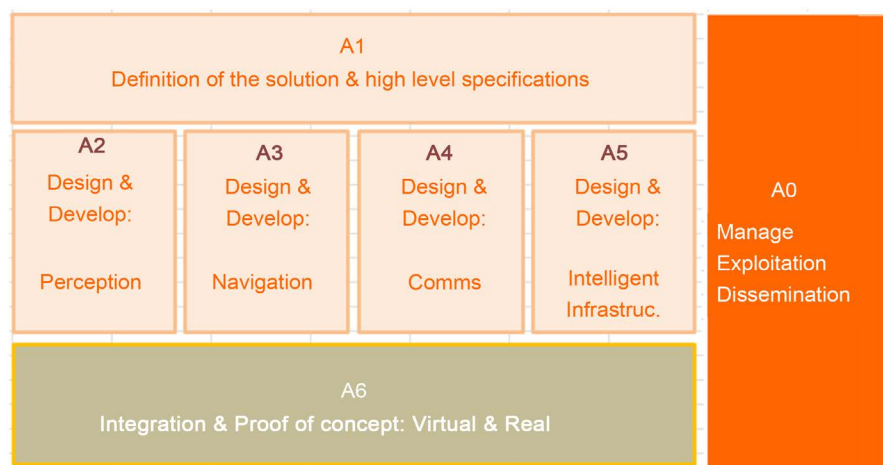 A1
Definition of the solution & high level specifications
A2
Design &
Develop:
Perception
A3
Design &
Develop:
Navigation
A4
Design &
Develop:
Comms
A5
Design &
Develop:
Intelligent
Infrastruc.
A6
Integration & Proof of concept: Virtual & Real
A0
Manage
Exploitation
Dissemination